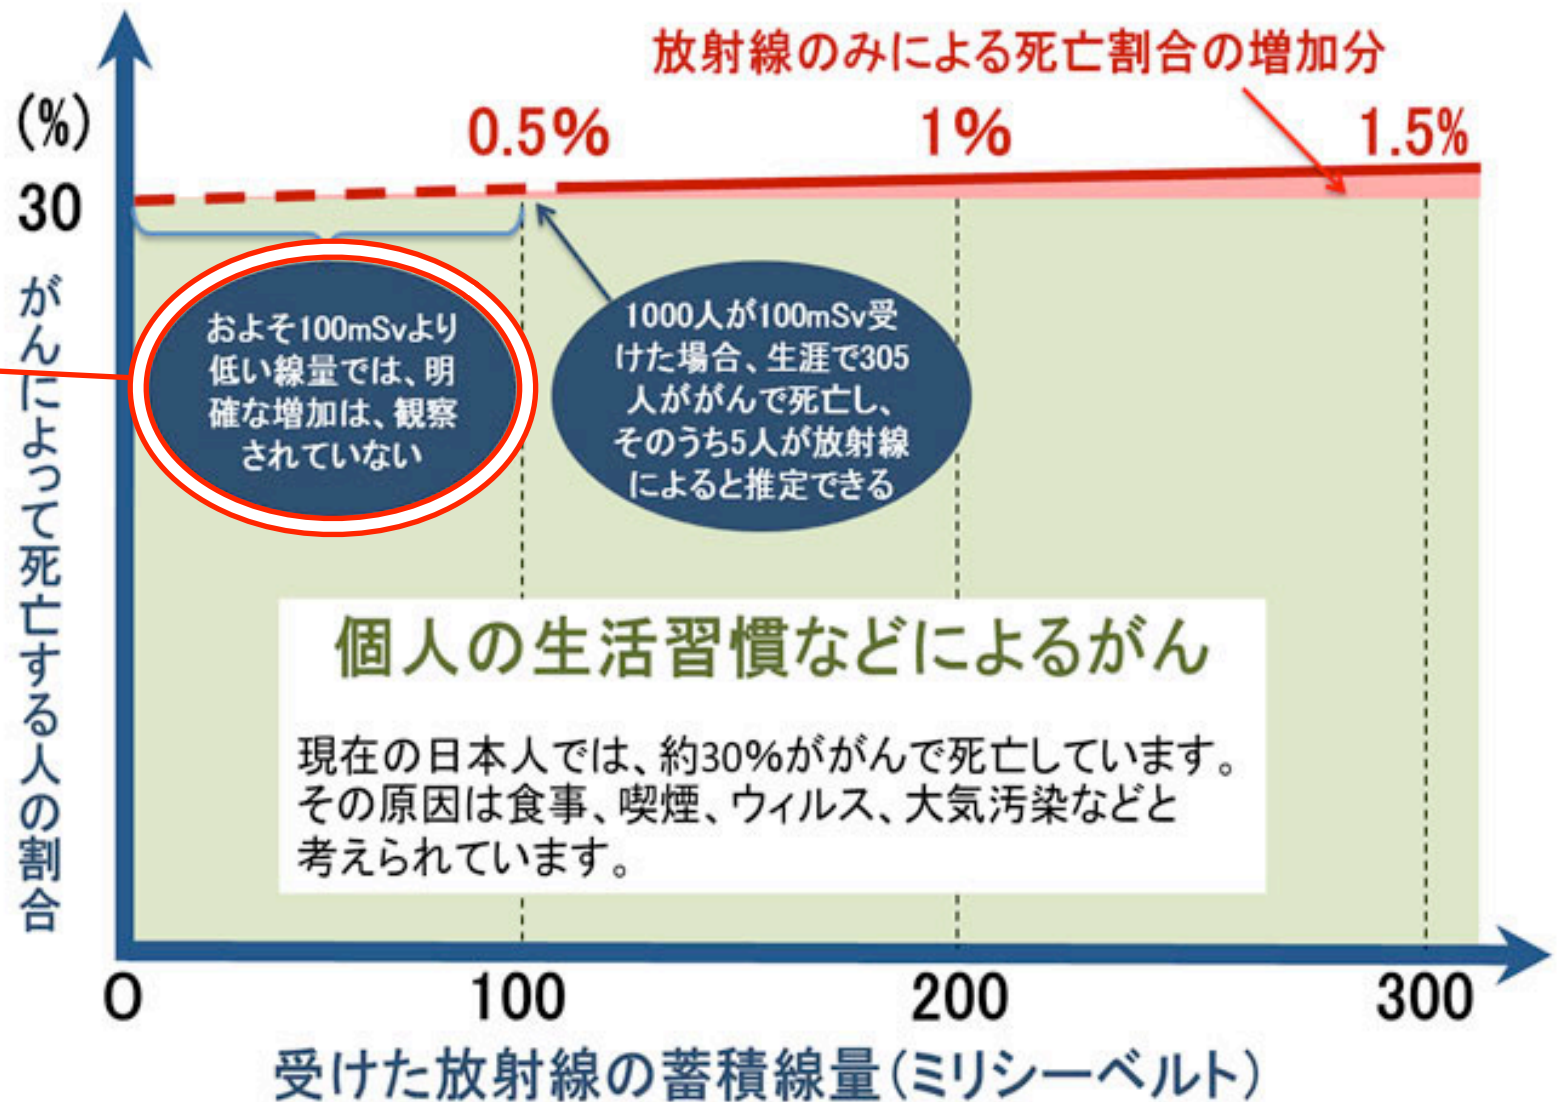 放射線のみによる死亡割合の増加分
(%)
0.5%
1%
1.5%
30
がんによって死亡する人の割合
およそ100mSvより
低い線量では、明
確な増加は、観察
されていない
1000人が100mSv受
けた場合、生涯で305
人ががんで死亡し、
そのうち5人が放射線
によると推定できる
個人の生活習慣などによるがん
現在の日本人では、約30%ががんで死亡しています。
その原因は食事、喫煙、ウィルス、大気汚染などと
考えられています。
0
100
200
300
受けた放射線の蓄積線量(ミリシーベルト)